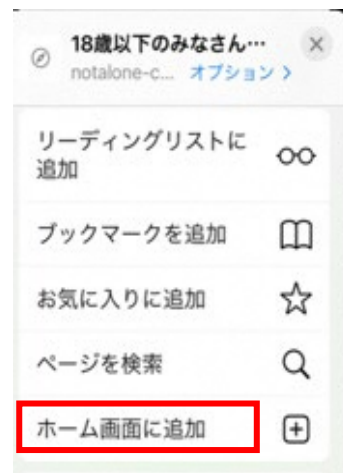 18歳以下のみなさん…
notalone-c... オプション >
リーディングリストに
追加
ブックマークを追加
お気に入りに追加
ページを検索
ホーム画面に追加